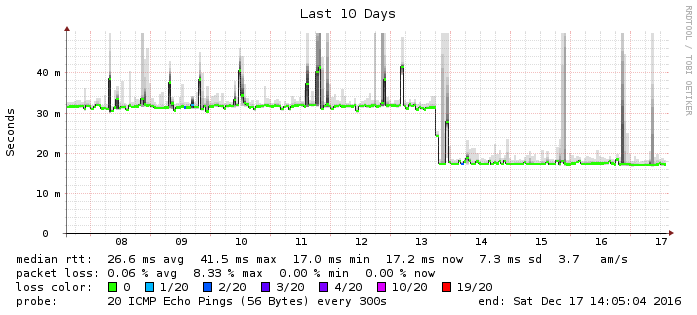 Last 10 Days
RRDTOOL / TOBI OETIKER
Seconds
40 m
30 m
20 m
10 m
0
08 09 10 11 12 13 14 15 16 17
median rtt: 26.6 ms avg 41.5 ms max 17.0 ms min 17.2 ms now 7.3 ms sd 3.7 am/s
packet loss: 0.06 % avg 8.33 % max 0.00 % min 0.00 % now
loss color: 0 1/20 2/20 3/20 4/20 10/20 19/20
probe: 20 ICMP Echo Pings (56 Bytes) every 300s end: Sat Dec 17 14:05:04 2016